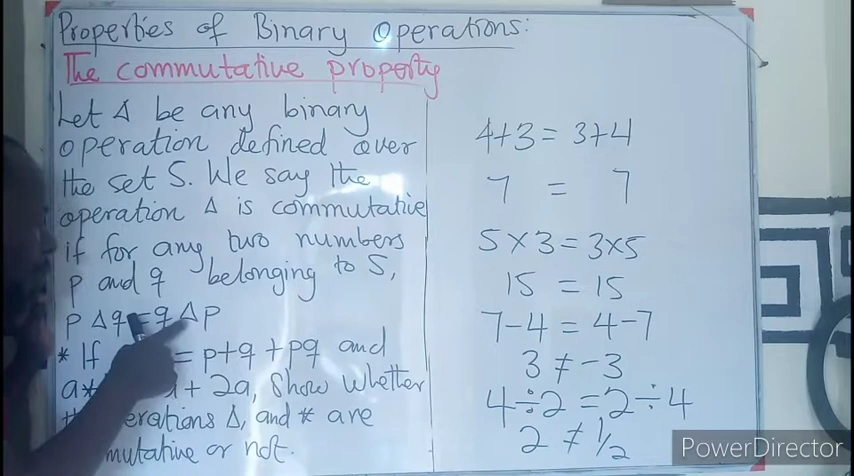 Properties of Binary Operations:
The commutative property
Let Δ be any binary
operation defined over
the set S. We say the
operation Δ is commutative
if for any two numbers
p and q belonging to S,
p Δ q = q Δ p
* If = p+q+pq and
a* + 2a, Show whether
erations Δ, and * are
mutative or not.
4+3 = 3+4
7 = 7
5×3 = 3×5
15 = 15
7-4 = 4-7
3 ≠ -3
4÷2 = 2÷4
2 ≠ 1/2
PowerDirector